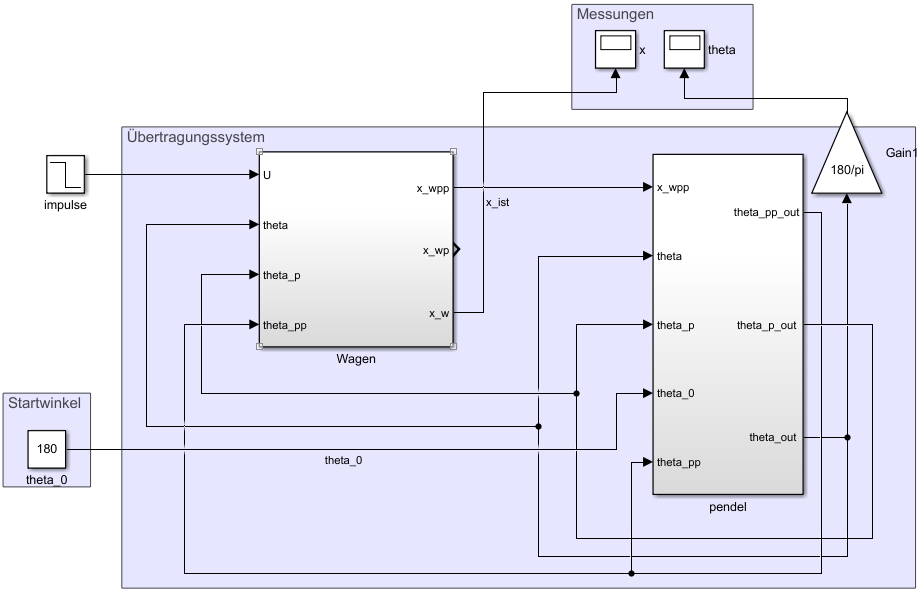 Messungen
x
theta
Übertragungssystem
Gain1
180/pi
impulse
U
theta
theta_p
theta_pp
x_wpp
x_wp
x_w
Wagen
x_ist
x_wpp
theta
theta_p
theta_0
theta_pp
theta_pp_out
theta_p_out
theta_out
pendel
Startwinkel
180
theta_0
theta_0